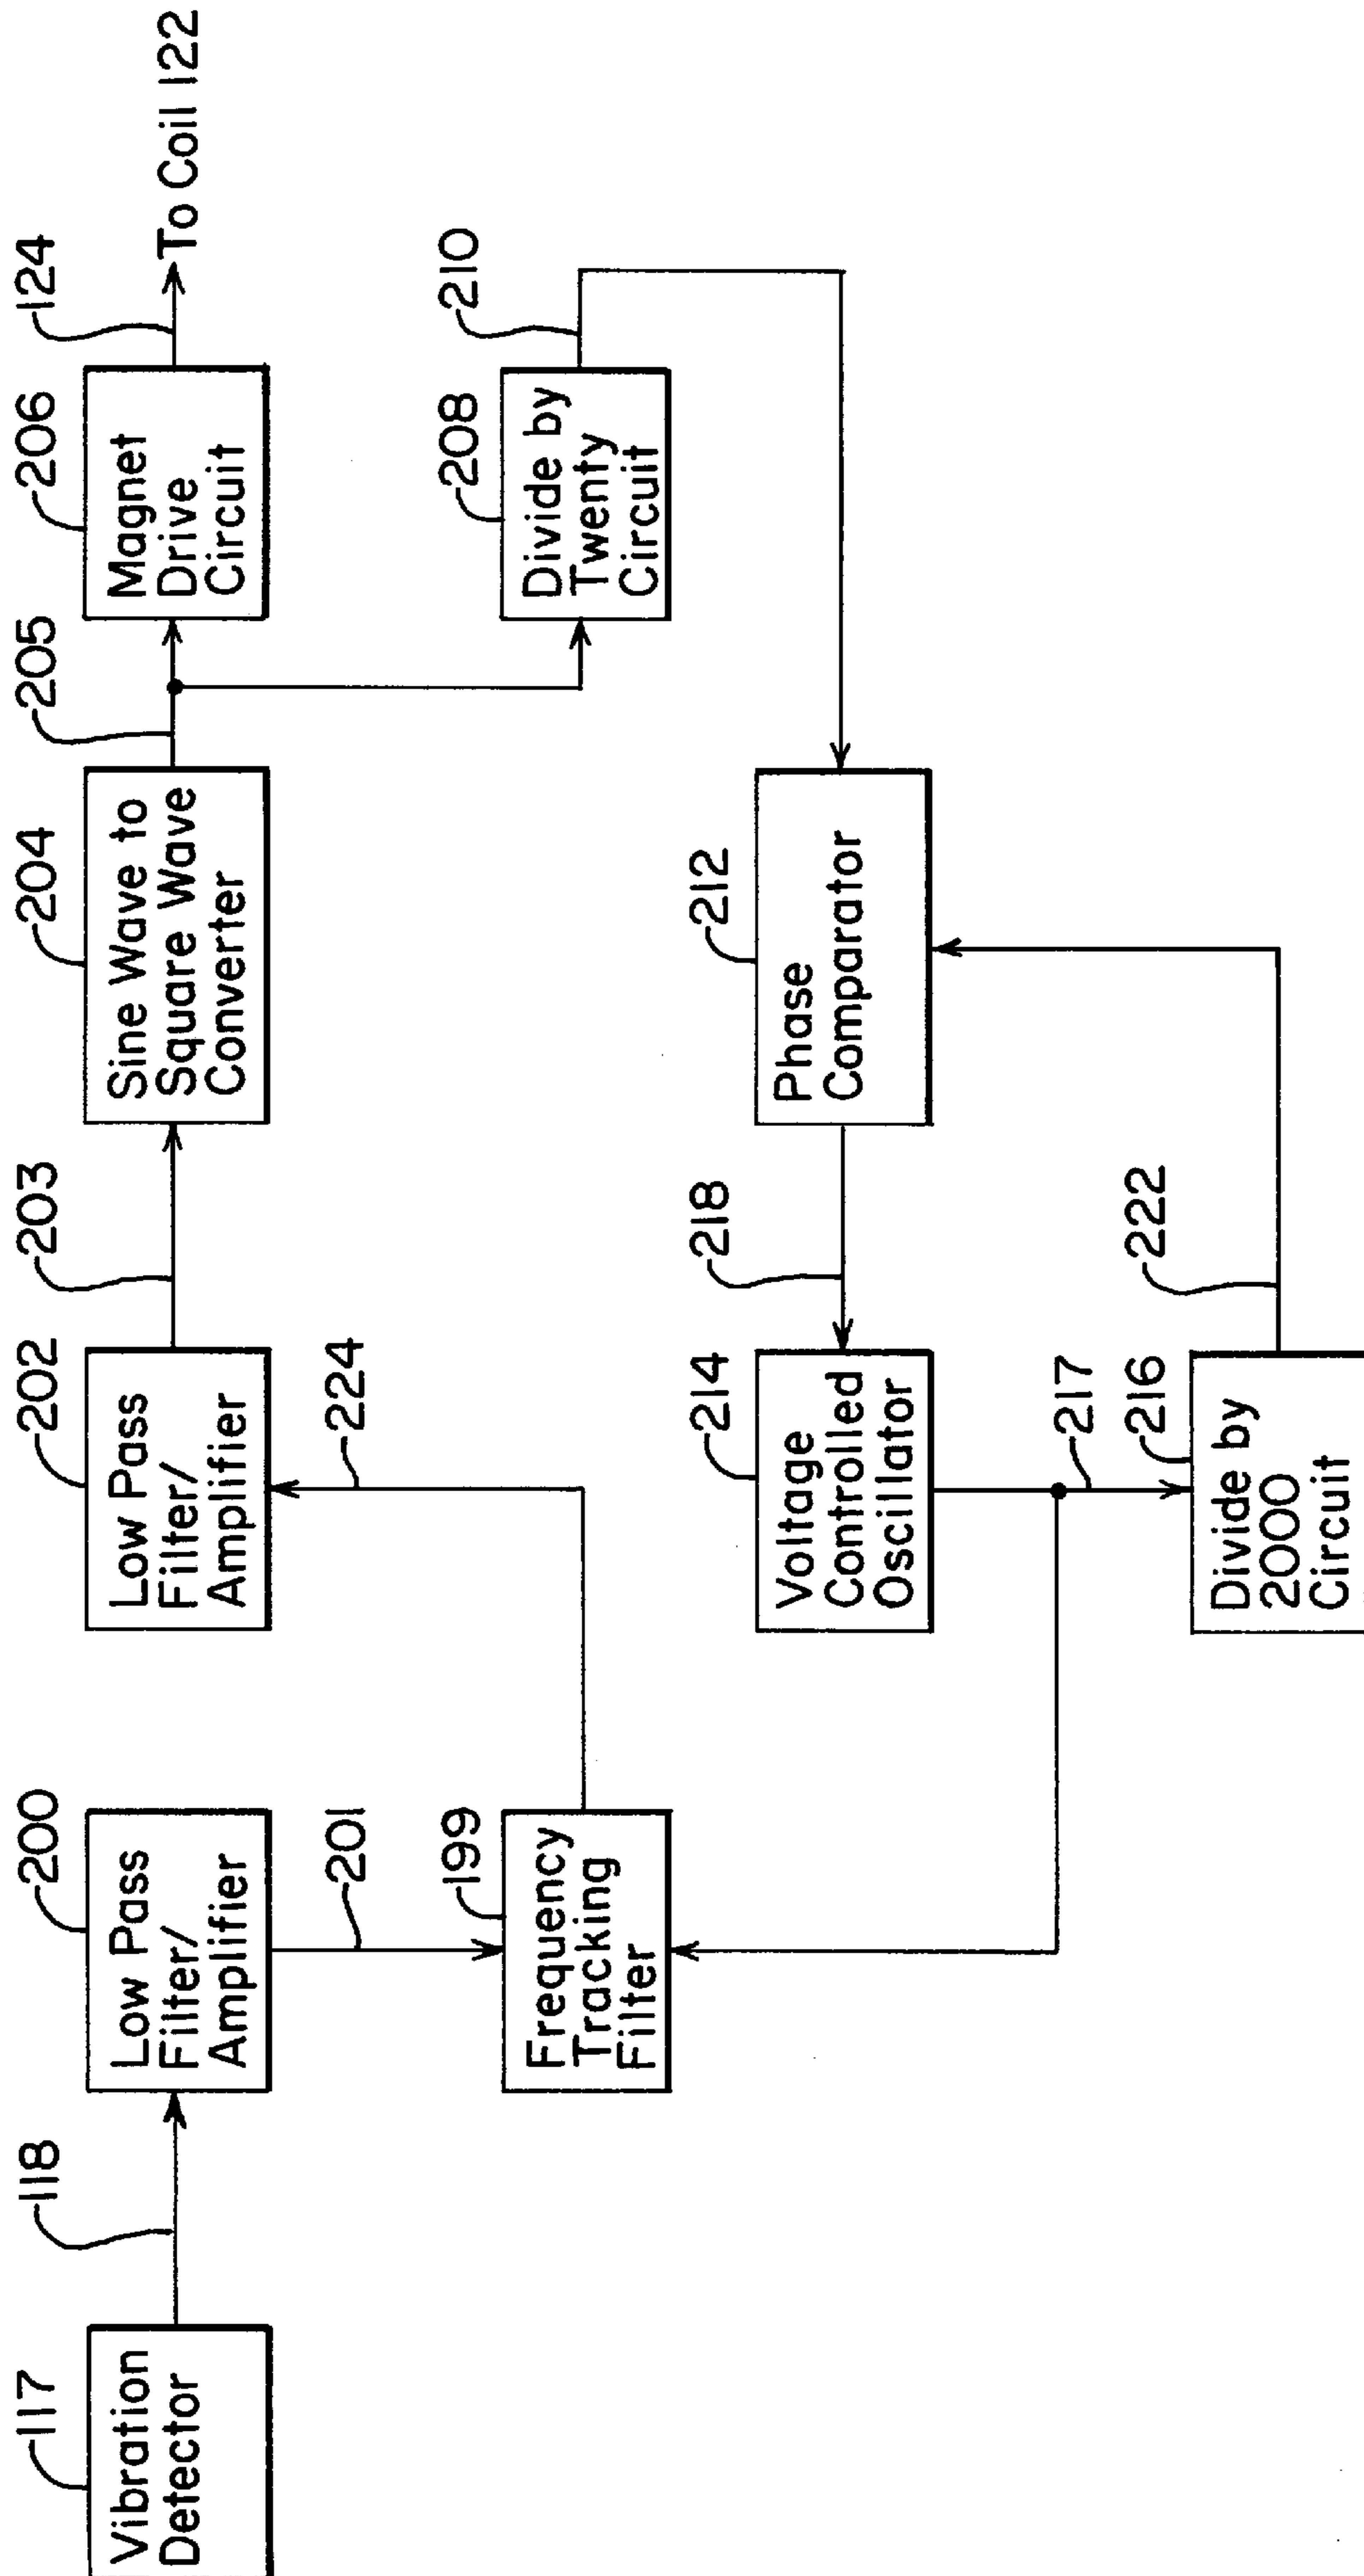 117
Vibration
Detector
118
200
Low Pass
Filter/
Amplifier
201
199
Frequency
Tracking
Filter
202
Low Pass
Filter/
Amplifier
224
203
204
Sine Wave to
Square Wave
Converter
205
206
Magnet
Drive
Circuit
124
To Coil 122
208
Divide by
Twenty
Circuit
210
212
Phase
Comparator
218
214
Voltage
Controlled
Oscillator
217
216
Divide by
2000
Circuit
222